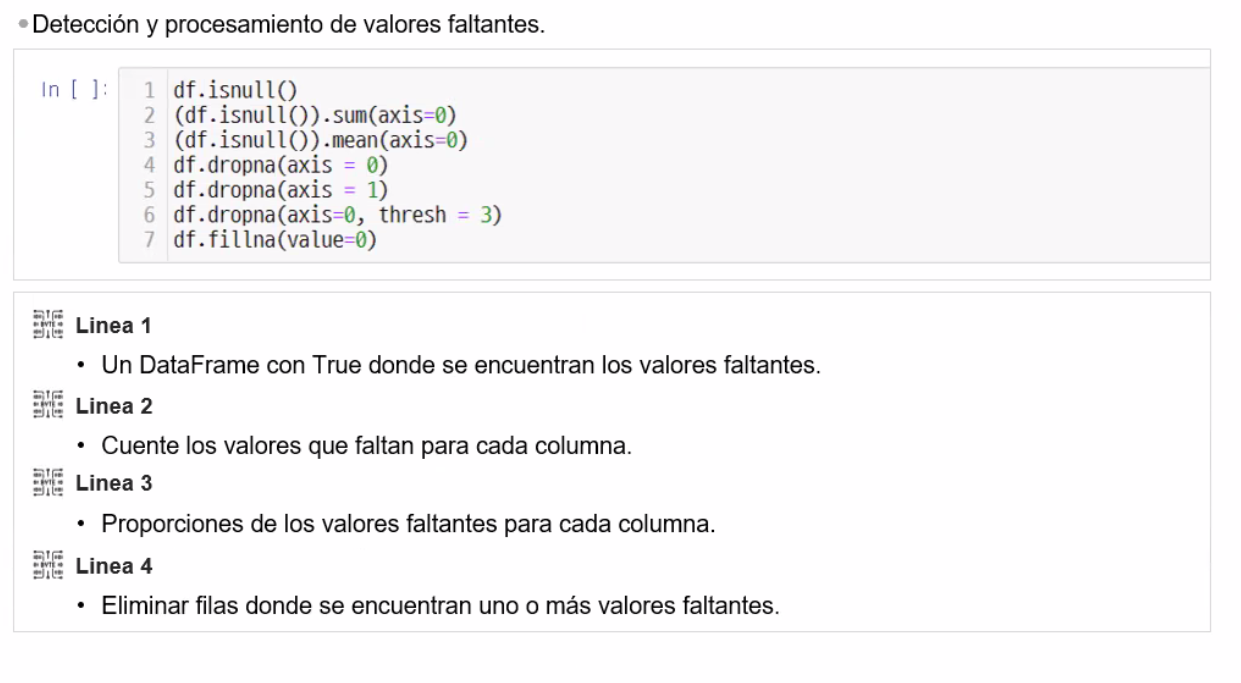 Detección y procesamiento de valores faltantes.
In [ ]:
1 df.isnull()
2 (df.isnull()).sum(axis=0)
3 (df.isnull()).mean(axis=0)
4 df.dropna(axis = 0)
5 df.dropna(axis = 1)
6 df.dropna(axis=0, thresh = 3)
7 df.fillna(value=0)
Linea 1
• Un DataFrame con True donde se encuentran los valores faltantes.
Linea 2
• Cuente los valores que faltan para cada columna.
Linea 3
• Proporciones de los valores faltantes para cada columna.
Linea 4
• Eliminar filas donde se encuentran uno o más valores faltantes.